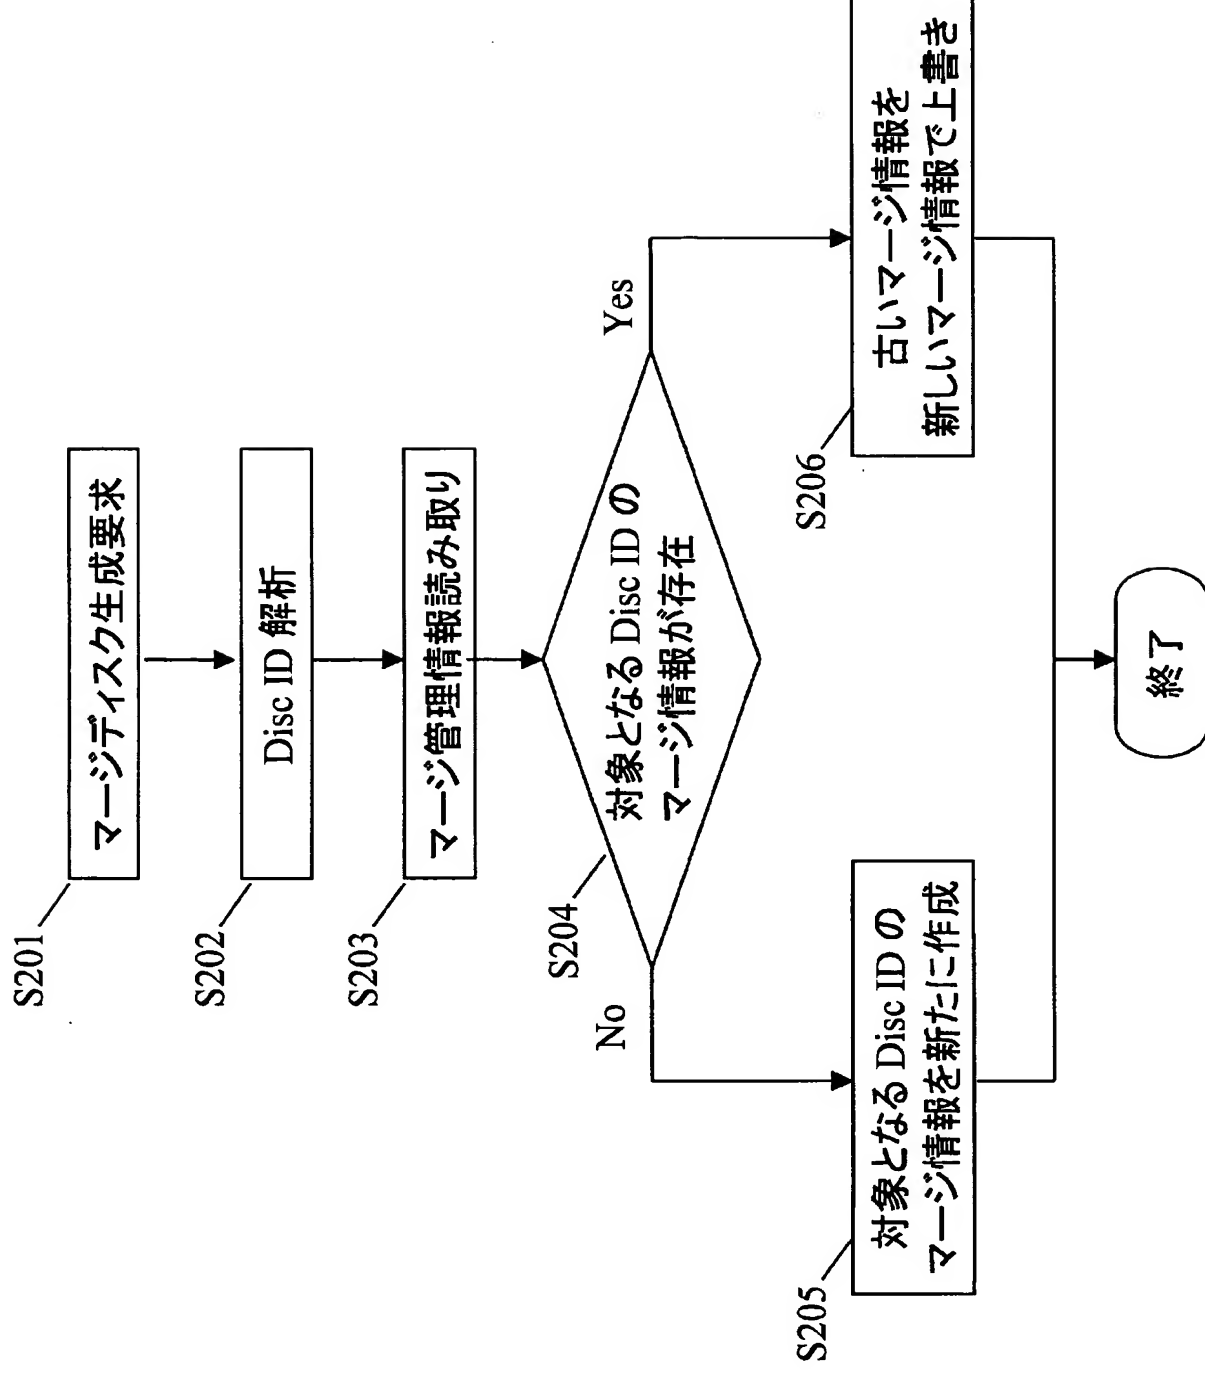 S201
マージディスク生成要求
S202
Disc ID 解析
S203
マージ管理情報読み取り
S204
対象となる Disc ID の
マージ情報が存在
No
Yes
S205
対象となる Disc ID の
マージ情報を新たに作成
S206
古いマージ情報を
新しいマージ情報で上書き
終了